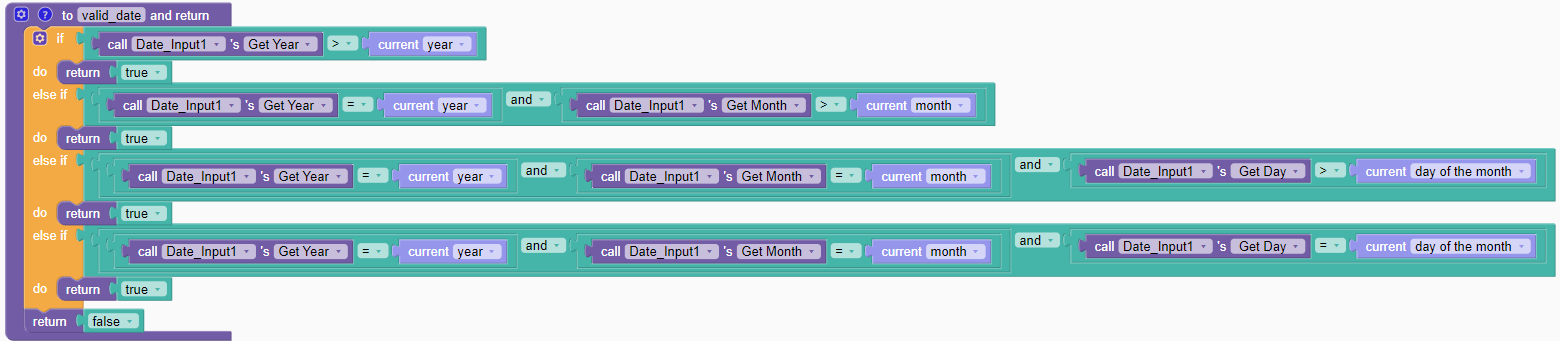 to valid_date and return
if call Date_Input1 's Get Year > current year
do return true
else if call Date_Input1 's Get Year = current year and call Date_Input1 's Get Month > current month
do return true
else if call Date_Input1 's Get Year = current year and call Date_Input1 's Get Month = current month and call Date_Input1 's Get Day > current day of the month
do return true
else if call Date_Input1 's Get Year = current year and call Date_Input1 's Get Month = current month and call Date_Input1 's Get Day = current day of the month
do return true
return false